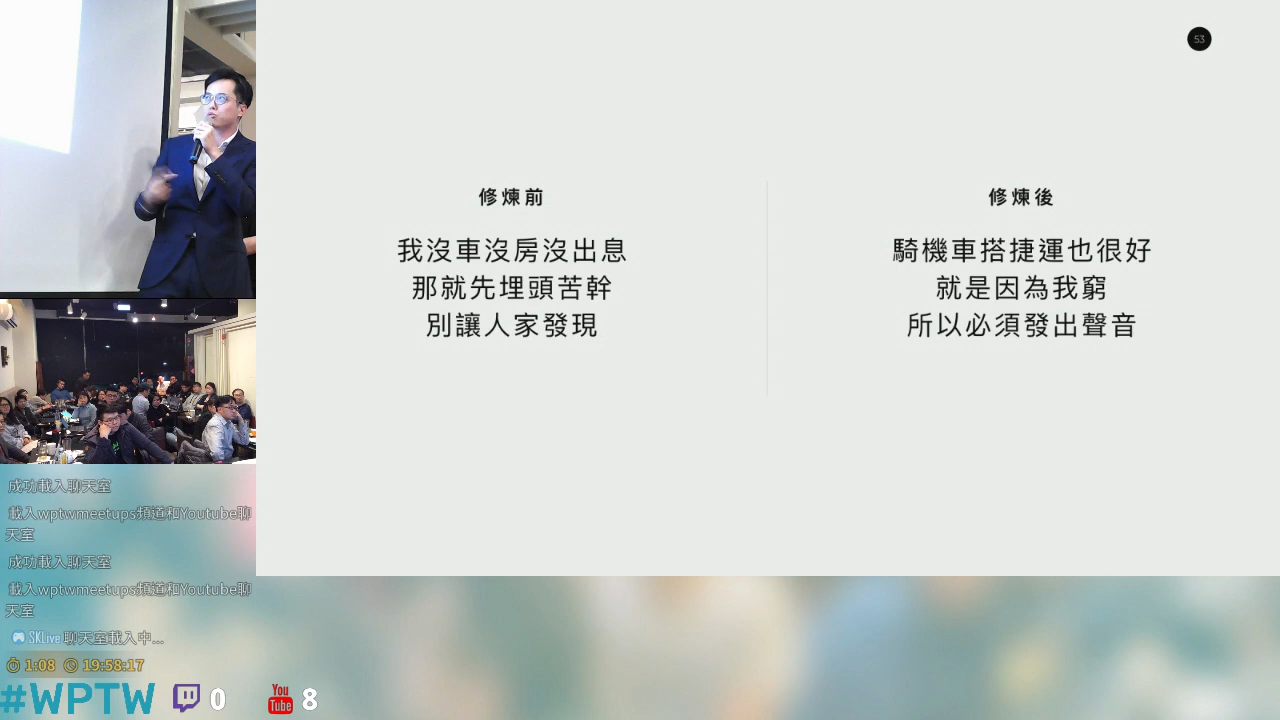 53
修煉前
我沒車沒房沒出息
那就先埋頭苦幹
別讓人家發現
修煉後
騎機車搭捷運也很好
就是因為我窮
所以必須發出聲音
成功載入聊天室
載入wptwmeetups頻道和Youtube聊
天室
成功載入聊天室
載入wptwmeetups頻道和Youtube聊
天室
SKLive 聊天室載入中...
1:08 19:58:17
#WPTW 0 You Tube 8